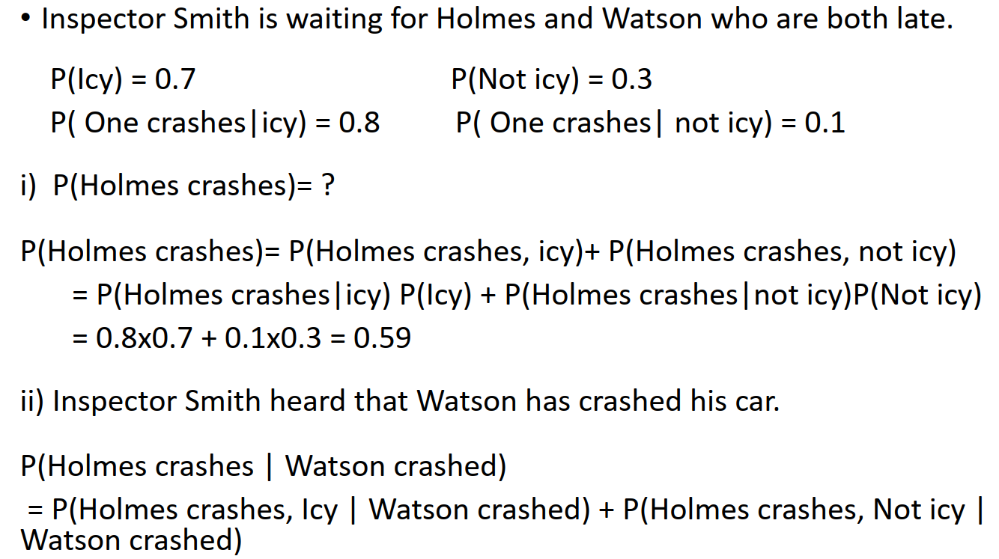 • Inspector Smith is waiting for Holmes and Watson who are both late.
P(Icy) = 0.7 P(Not icy) = 0.3
P( One crashes|icy) = 0.8 P( One crashes| not icy) = 0.1
i) P(Holmes crashes)= ?
P(Holmes crashes)= P(Holmes crashes, icy)+ P(Holmes crashes, not icy)
= P(Holmes crashes|icy) P(Icy) + P(Holmes crashes|not icy)P(Not icy)
= 0.8x0.7 + 0.1x0.3 = 0.59
ii) Inspector Smith heard that Watson has crashed his car.
P(Holmes crashes | Watson crashed)
= P(Holmes crashes, Icy | Watson crashed) + P(Holmes crashes, Not icy |
Watson crashed)